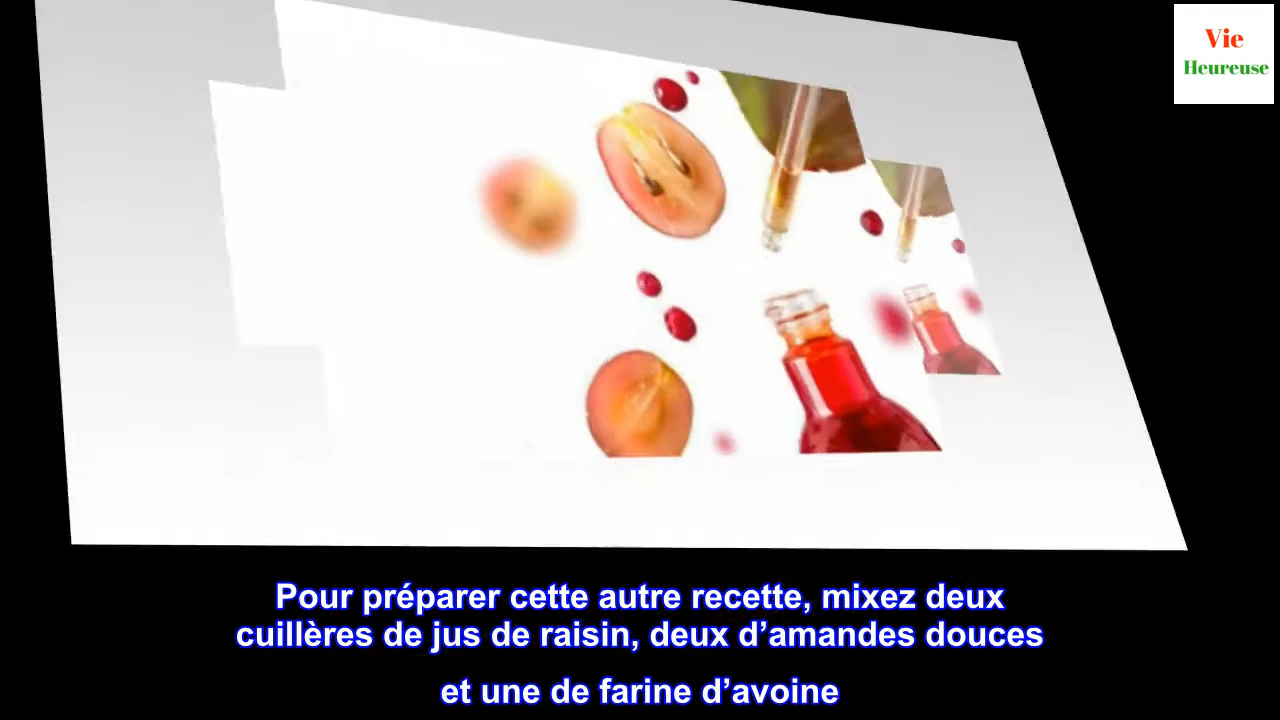 Vie
Heureuse
Pour préparer cette autre recette, mixez deux
cuillères de jus de raisin, deux d’amandes douces
et une de farine d’avoine